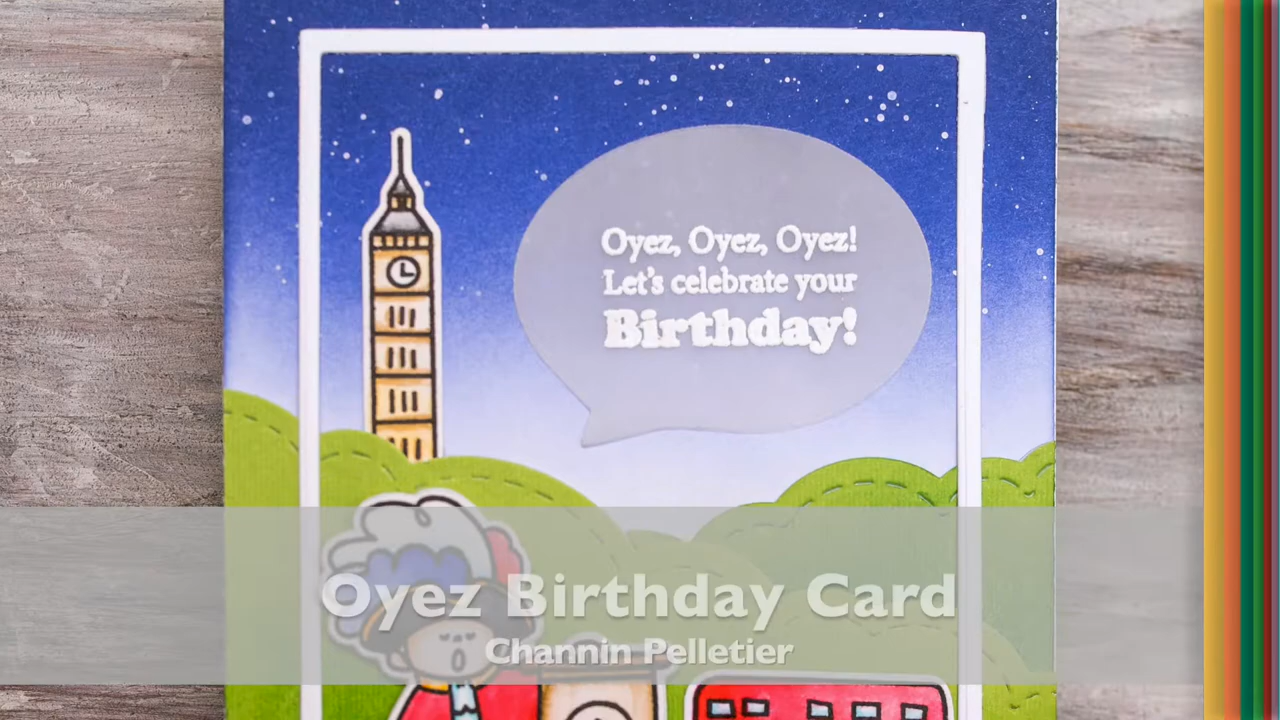 Oyez, Oyez, Oyez!
Let's celebrate your
Birthday!
Oyez Birthday Card
Channin Pelletier